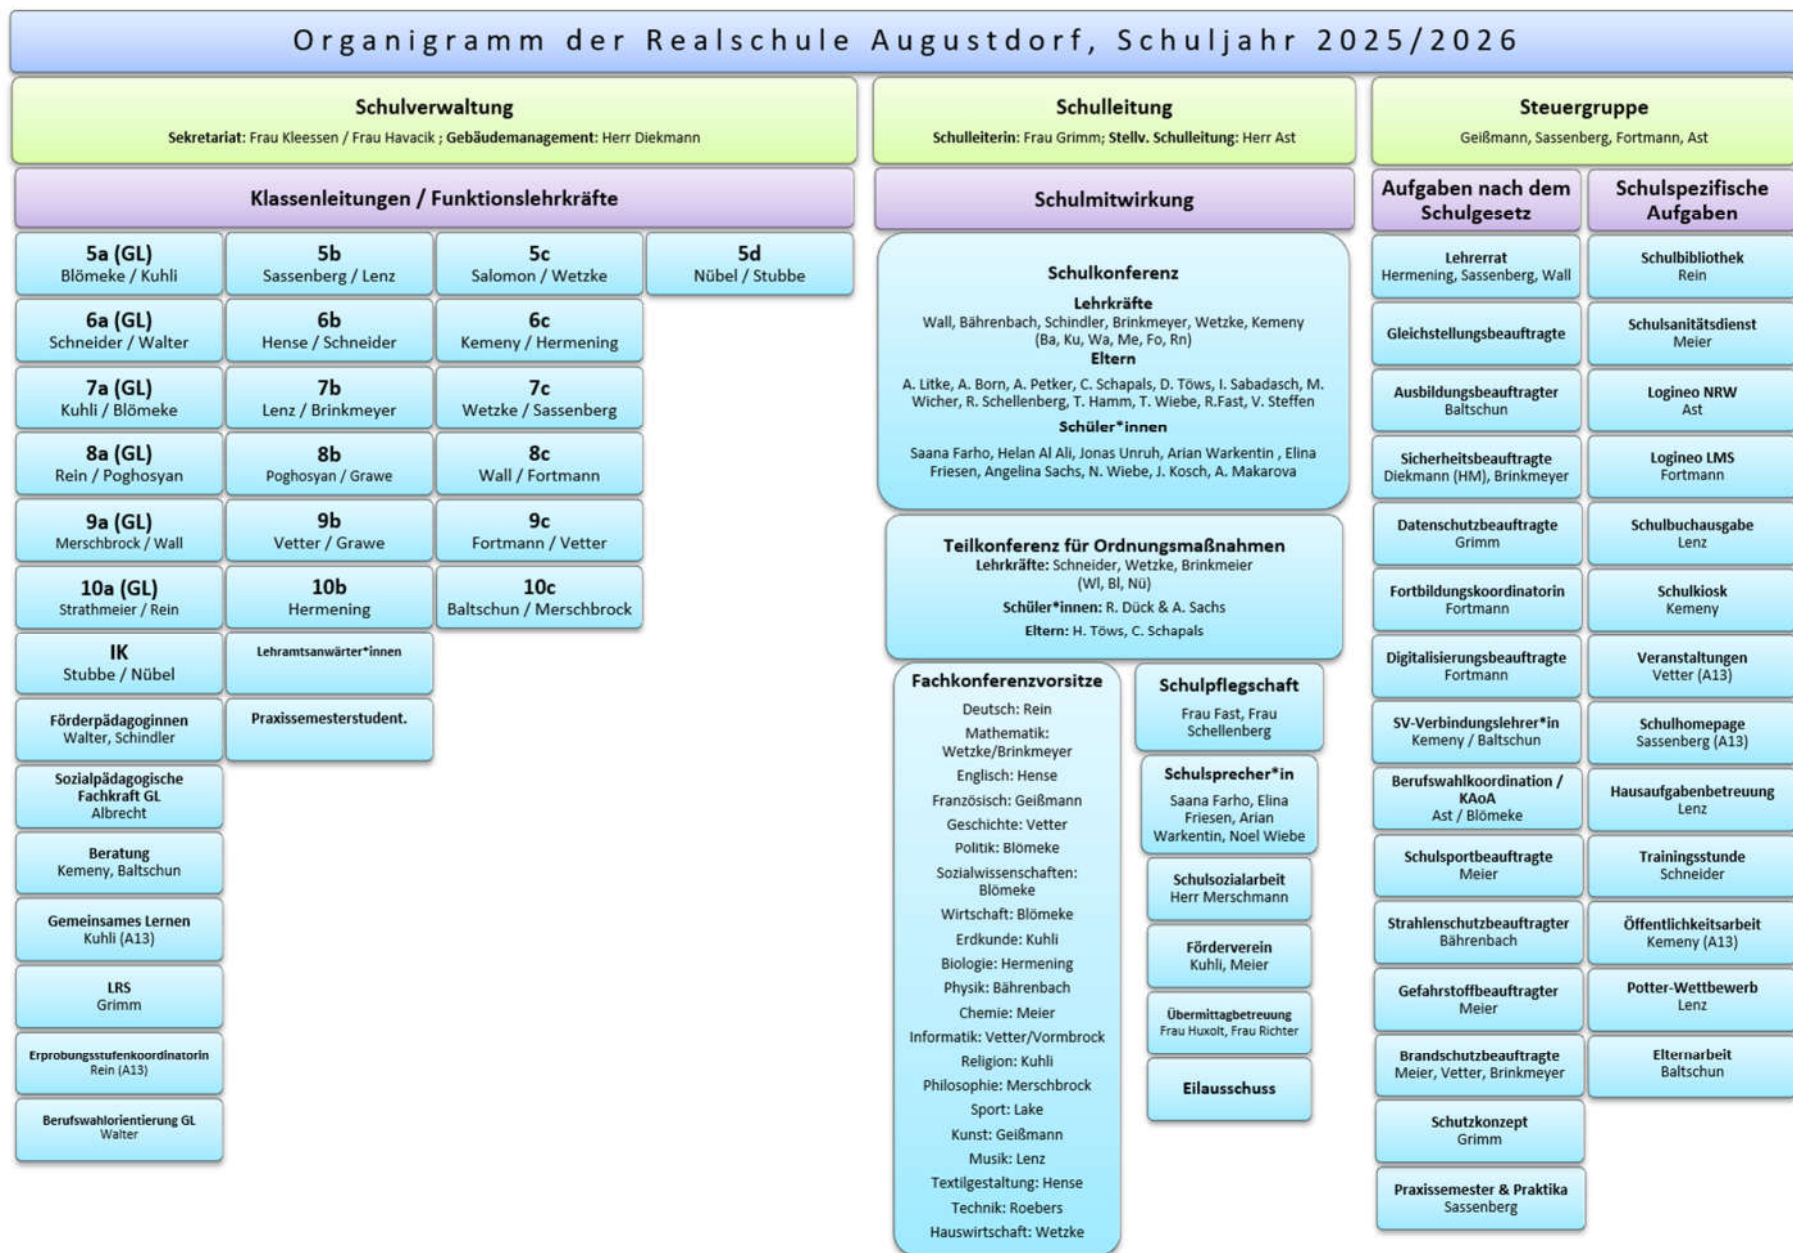 Organigramm der Realschule Augustdorf, Schuljahr 2025/2026
Schulverwaltung
Sekretariat: Frau Kleessen / Frau Havacik ; Gebäudemanagement: Herr Diekmann
Klassenleitungen / Funktionslehrkräfte
5a (GL)
Blömeke / Kuhli
5b
Sassenberg / Lenz
5c
Salomon / Wetzke
5d
Nübel / Stubbe
6a (GL)
Schneider / Walter
6b
Hense / Schneider
6c
Kemeny / Hermening
7a (GL)
Kuhli / Blömeke
7b
Lenz / Brinkmeyer
7c
Wetzke / Sassenberg
8a (GL)
Rein / Poghosyan
8b
Poghosyan / Grawe
8c
Wall / Fortmann
9a (GL)
Merschbrock / Wall
9b
Vetter / Grawe
9c
Fortmann / Vetter
10a (GL)
Strathmeier / Rein
10b
Hermening
10c
Baltschun / Merschbrock
IK
Stubbe / Nübel
Lehramtsanwärter*innen
Förderpädagoginnen
Walter, Schindler
Praxissemesterstudent.
Sozialpädagogische
Fachkraft GL
Albrecht
Beratung
Kemeny, Baltschun
Gemeinsames Lernen
Kuhli (A13)
LRS
Grimm
Erprobungsstufenkoordinatorin
Rein (A13)
Berufswahlorientierung GL
Walter
Schulleitung
Schulleiterin: Frau Grimm; Stellv. Schulleitung: Herr Ast
Schulmitwirkung
Schulkonferenz
Lehrkräfte
Wall, Bährenbach, Schindler, Brinkmeyer, Wetzke, Kemeny
(Ba, Ku, Wa, Me, Fo, Rn)
Eltern
A. Litke, A. Born, A. Petker, C. Schapals, D. Töws, I. Sabadasch, M.
Wicher, R. Schellenberg, T. Hamm, T. Wiebe, R.Fast, V. Steffen
Schüler*innen
Saana Farho, Helan Al Ali, Jonas Unruh, Arian Warkentin , Elina
Friesen, Angelina Sachs, N. Wiebe, J. Kosch, A. Makarova
Teilkonferenz für Ordnungsmaßnahmen
Lehrkräfte: Schneider, Wetzke, Brinkmeier
(Wl, Bl, Nü)
Schüler*innen: R. Dück & A. Sachs
Eltern: H. Töws, C. Schapals
Fachkonferenzvorsitze
Deutsch: Rein
Mathematik:
Wetzke/Brinkmeyer
Englisch: Hense
Französisch: Geißmann
Geschichte: Vetter
Politik: Blömeke
Sozialwissenschaften:
Blömeke
Wirtschaft: Blömeke
Erdkunde: Kuhli
Biologie: Hermening
Physik: Bährenbach
Chemie: Meier
Informatik: Vetter/Vormbrock
Religion: Kuhli
Philosophie: Merschbrock
Sport: Lake
Kunst: Geißmann
Musik: Lenz
Textilgestaltung: Hense
Technik: Roebers
Hauswirtschaft: Wetzke
Schulpflegschaft
Frau Fast, Frau
Schellenberg
Schulsprecher*in
Saana Farho, Elina
Friesen, Arian
Warkentin, Noel Wiebe
Schulsozialarbeit
Herr Merschmann
Förderverein
Kuhli, Meier
Übermittagbetreuung
Frau Huxolt, Frau Richter
Eilausschuss
Steuergruppe
Geißmann, Sassenberg, Fortmann, Ast
Aufgaben nach dem
Schulgesetz
Lehrerrat
Hermening, Sassenberg, Wall
Gleichstellungsbeauftragte
Ausbildungsbeauftragter
Baltschun
Sicherheitsbeauftragte
Diekmann (HM), Brinkmeyer
Datenschutzbeauftragte
Grimm
Fortbildungskoordinatorin
Fortmann
Digitalisierungsbeauftragte
Fortmann
SV-Verbindungslehrer*in
Kemeny / Baltschun
Berufswahlkoordination /
KAoA
Ast / Blömeke
Schulsportbeauftragte
Meier
Strahlenschutzbeauftragter
Bährenbach
Gefahrstoffbeauftragter
Meier
Brandschutzbeauftragte
Meier, Vetter, Brinkmeyer
Schutzkonzept
Grimm
Praxissemester & Praktika
Sassenberg
Schulspezifische
Aufgaben
Schulbibliothek
Rein
Schulsanitätsdienst
Meier
Logineo NRW
Ast
Logineo LMS
Fortmann
Schulbuchausgabe
Lenz
Schulkiosk
Kemeny
Veranstaltungen
Vetter (A13)
Schulhomepage
Sassenberg (A13)
Hausaufgabenbetreuung
Lenz
Trainingsstunde
Schneider
Öffentlichkeitsarbeit
Kemeny (A13)
Potter-Wettbewerb
Lenz
Elternarbeit
Baltschun